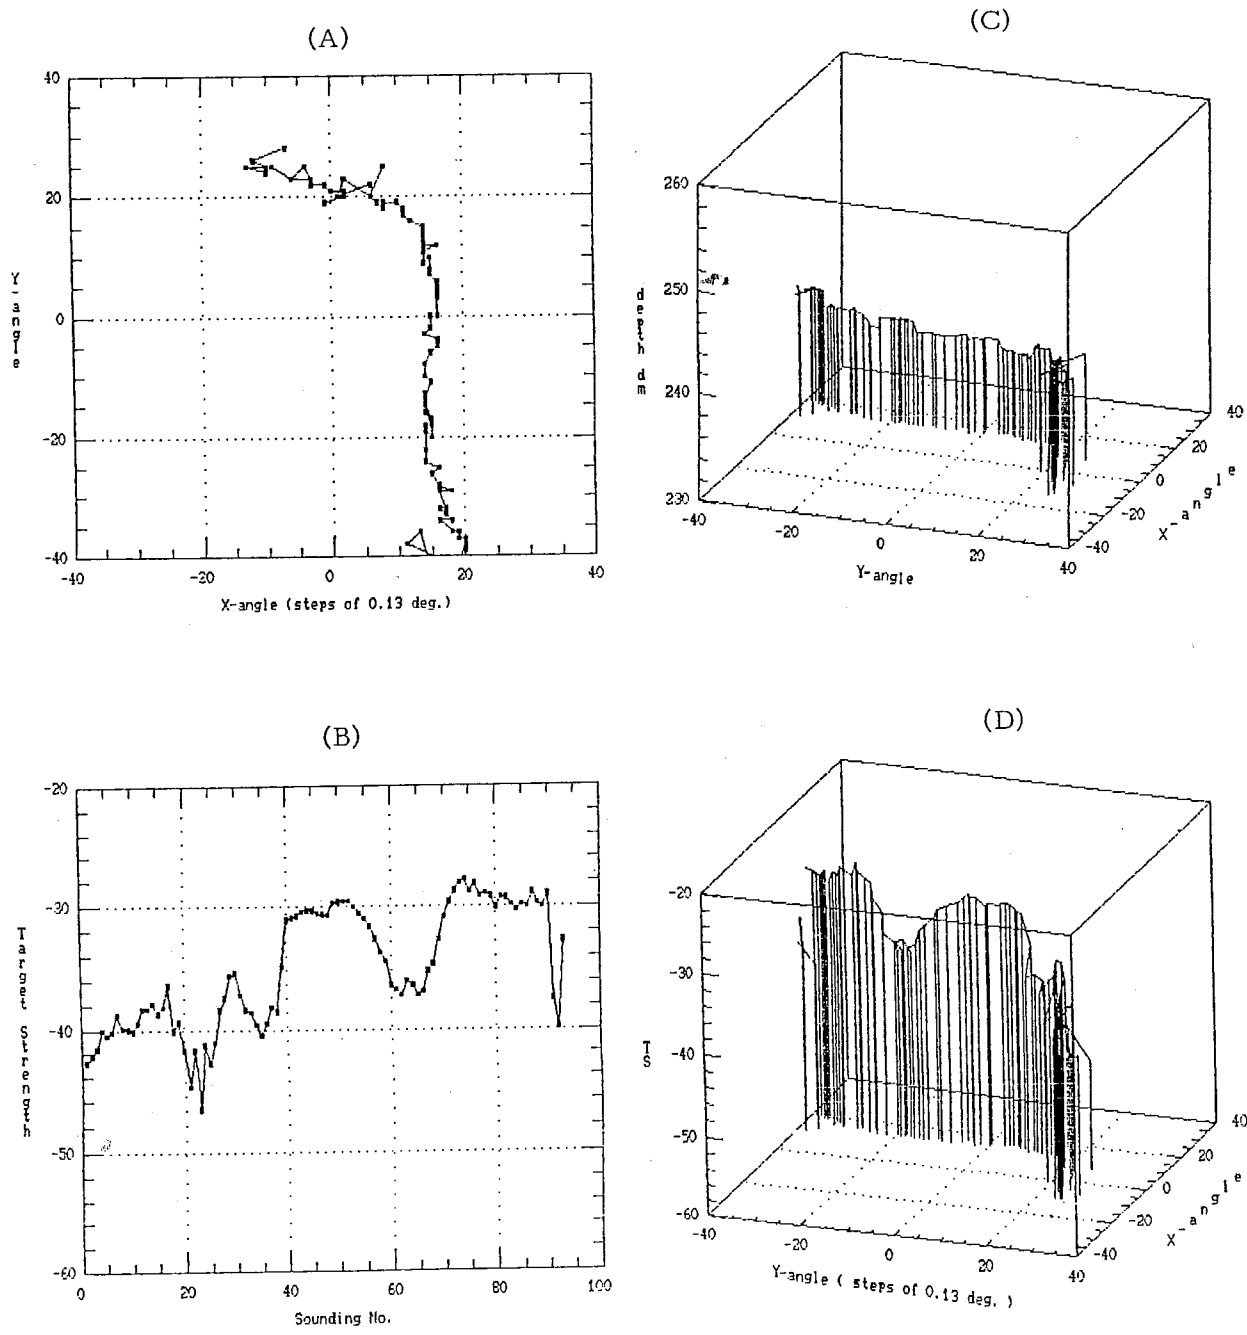 (A)
40
20
0
-20
-40
Y-angle
-40 -20 0 20 40
X-angle (steps of 0.13 deg.)
(C)
260
250
240
230
depth dm
-40 -20 0 20 40
Y-angle
40
20
0
-20
-40
X-angle
(B)
-20
-30
-40
-50
-60
Target Strength
0 20 40 60 80 100
Sounding No.
(D)
-20
-30
-40
-50
-60
TS
-40 -20 0 20 40
Y-angle ( steps of 0.13 deg. )
40
20
0
-20
-40
X-angle